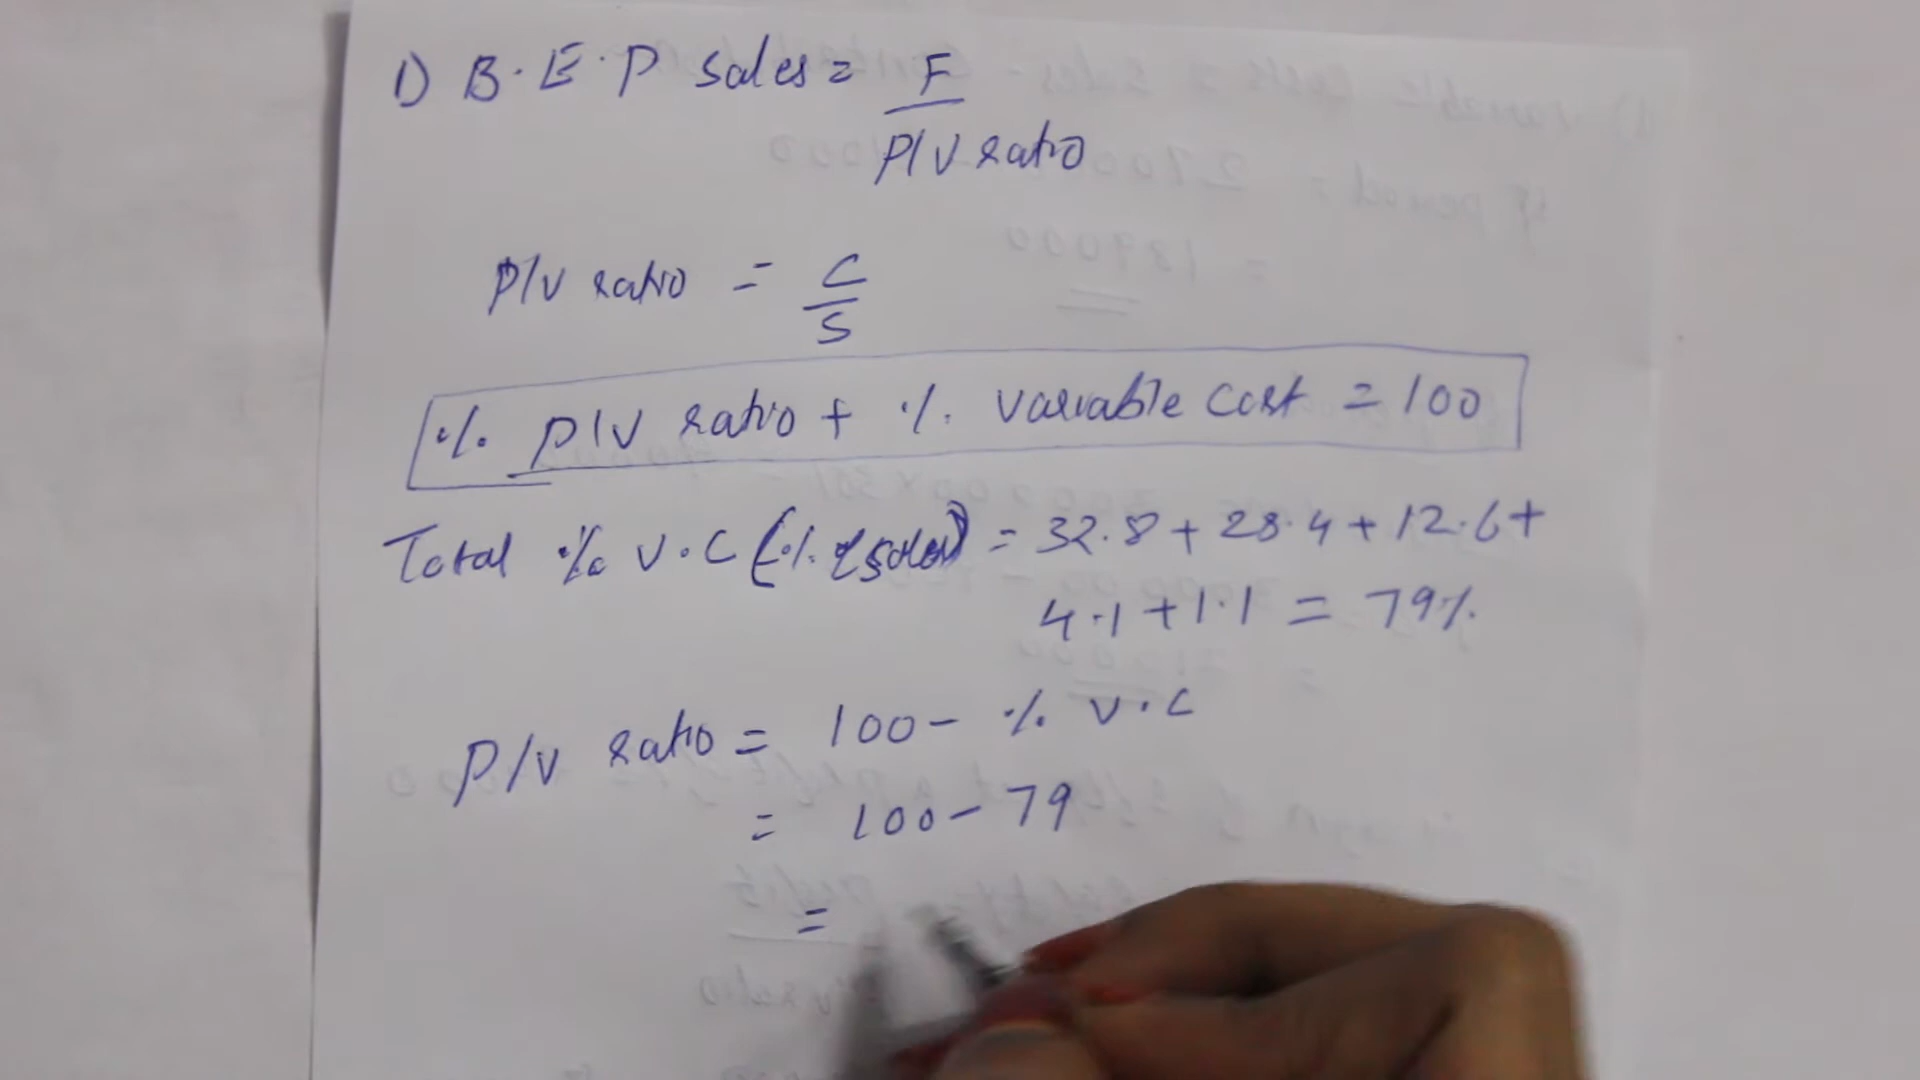 1) B.E.P sales = F
P/V ratio
P/V ratio = C
S
% P/V ratio + % variable cost = 100
Total % V.C (% of sales) = 32.8 + 28.4 + 12.6 +
4.1 + 1.1 = 79%
P/V ratio = 100 - % V.C
= 100 - 79
=